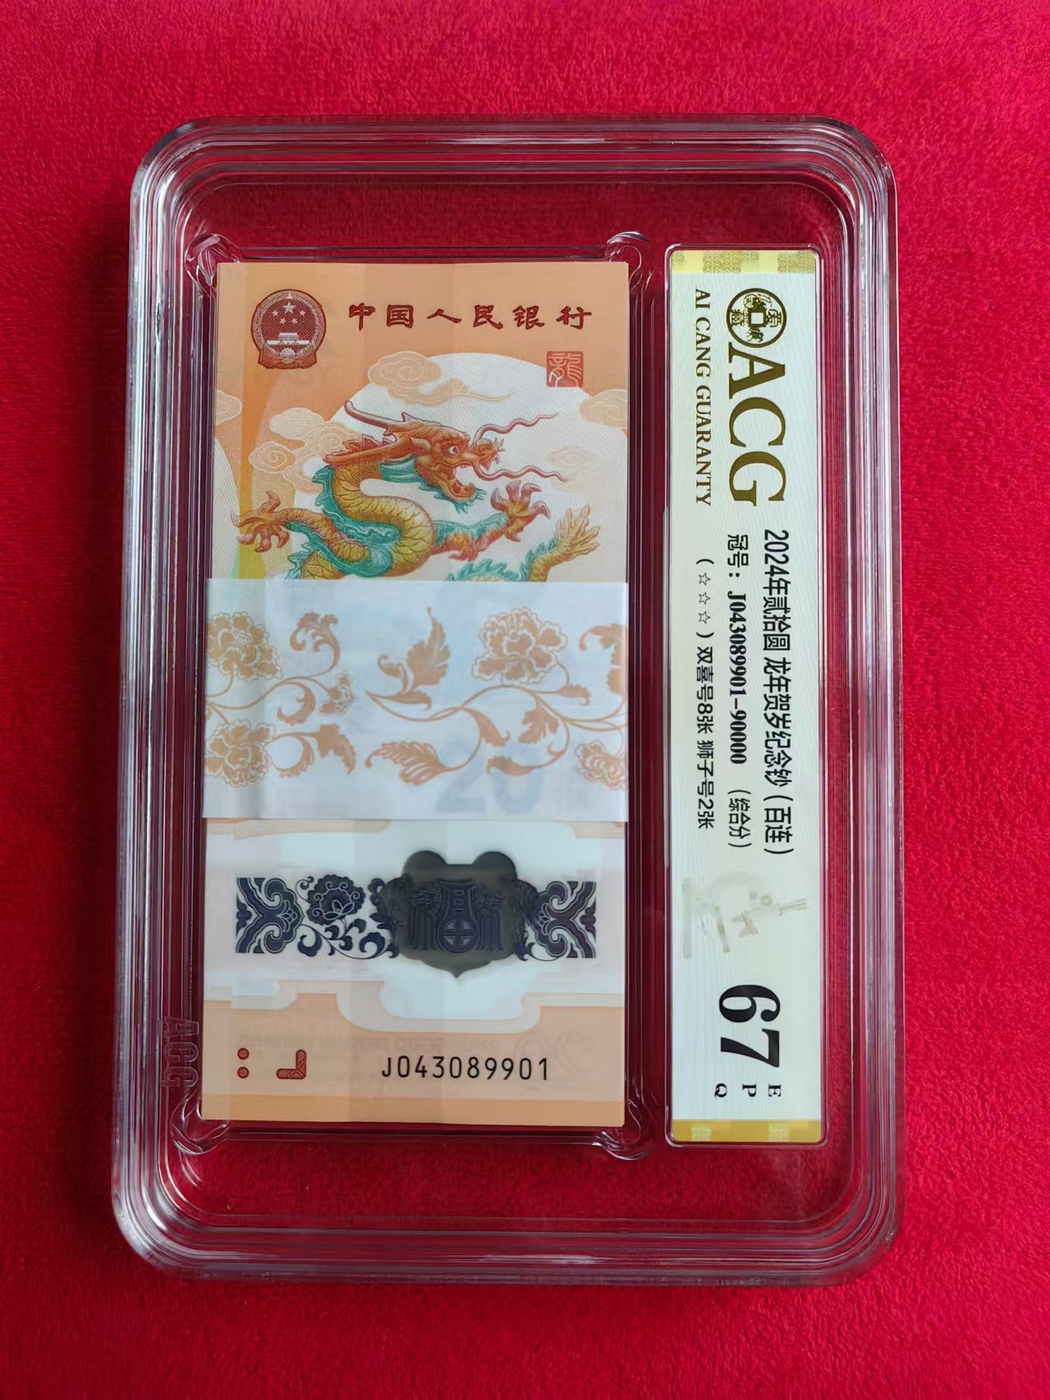 中国人民银行
龍
20
福
J043089901
ACG
ACG
AI CANG GUARANTY
2024年贰拾圆 龙年贺岁纪念钞（百连）
冠号：J043089901-90000 （综合分）
（☆☆☆）双喜号8张 狮子号2张
67
E
P
Q